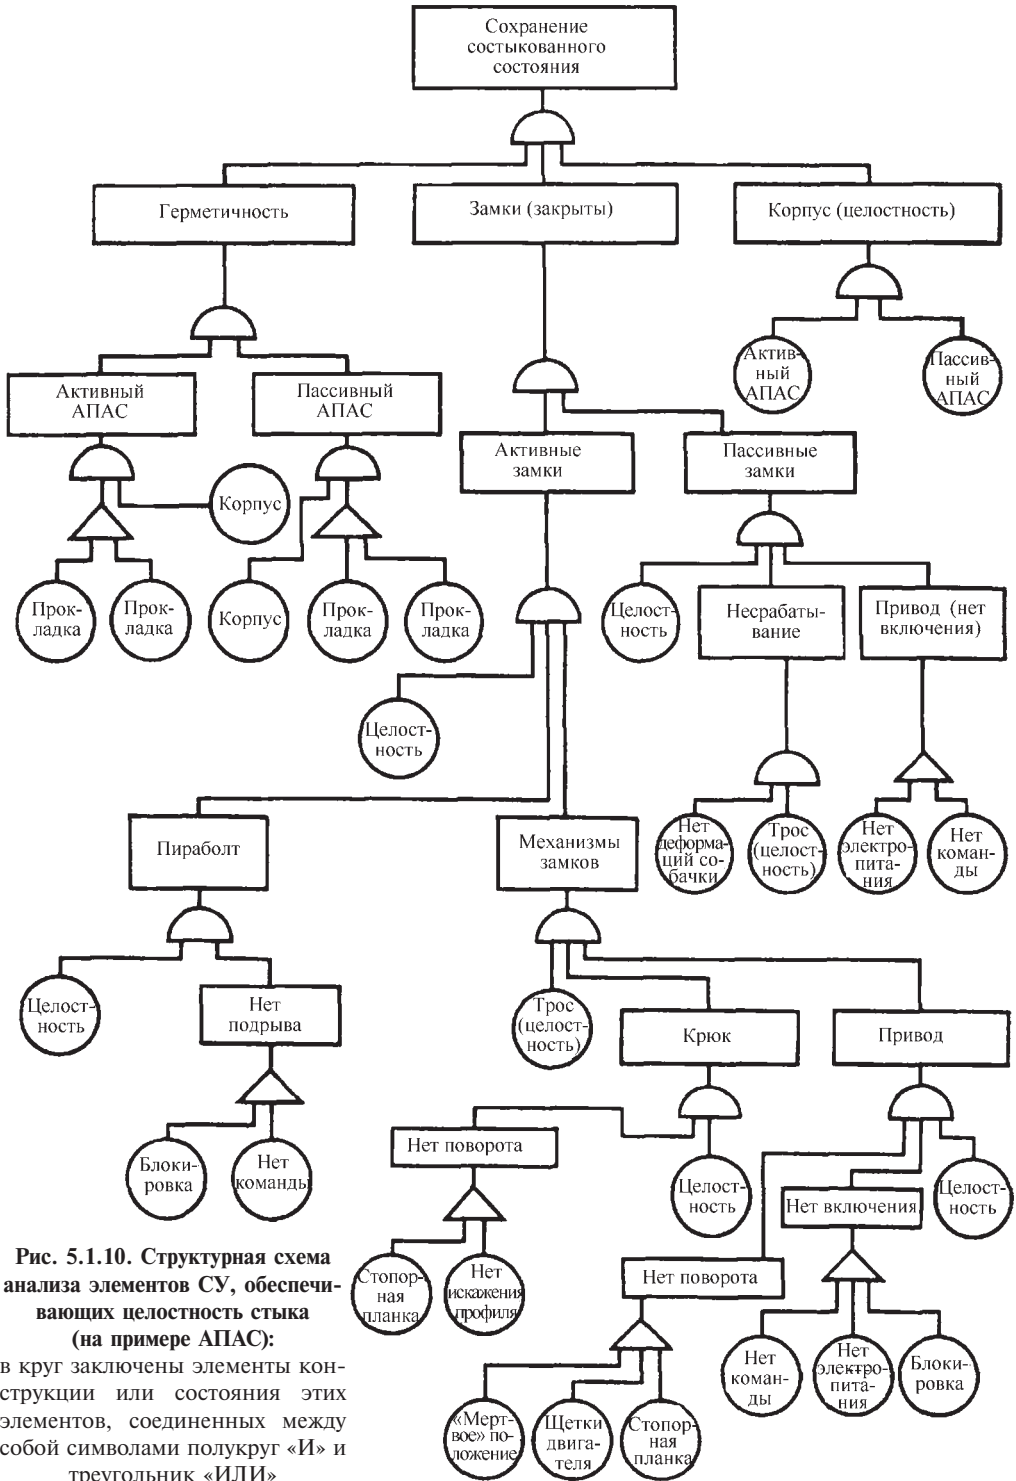 Сохранение
состыкованного
состояния
Герметичность
Замки (закрыты)
Корпус (целостность)
Актив-
ный
АПАС
Пассив-
ный
АПАС
Активный
АПАС
Пассивный
АПАС
Активные
замки
Пассивные
замки
Корпус
Прок-
ладка
Прок-
ладка
Корпус
Прок-
ладка
Прок-
ладка
Целост-
ность
Несрабаты-
вание
Привод (нет
включения)
Целост-
ность
Пираболт
Механизмы
замков
Нет
деформа-
ций со-
бачки
Трос
(целост-
ность)
Нет
электро-
пита-
ния
Нет
коман-
ды
Целост-
ность
Нет
подрыва
Трос
(целост-
ность)
Крюк
Привод
Блоки-
ровка
Нет
команды
Нет поворота
Целост-
ность
Нет включения
Целост-
ность
Стопор-
ная
планка
Нет
искажения
профиля
Нет поворота
Нет
коман-
ды
Нет
электро-
пита-
ния
Блоки-
ровка
«Мерт-
вое» по-
ложение
Щетки
двига-
теля
Стопор-
ная
планка
Рис. 5.1.10. Структурная схема
анализа элементов СУ, обеспечи-
вающих целостность стыка
(на примере АПАС):
в круг заключены элементы кон-
струкции или состояния этих
элементов, соединенных между
собой символами полукруг «И» и
треугольник «ИЛИ»